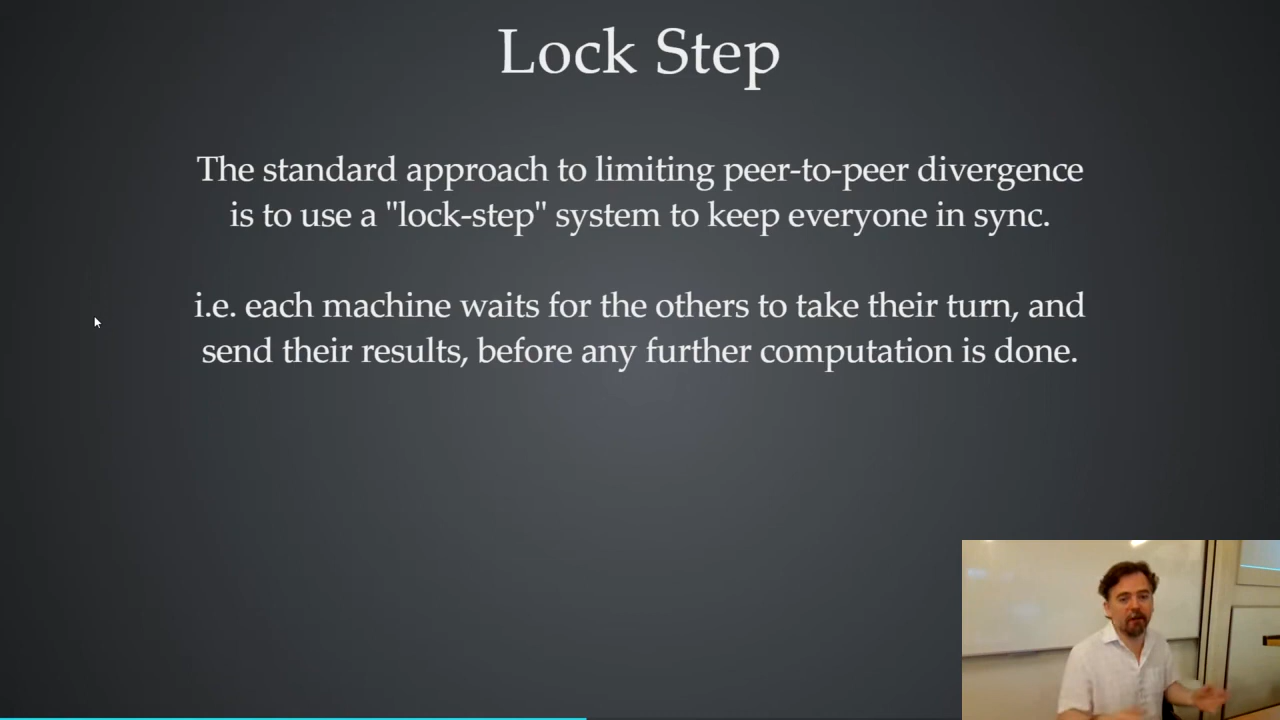 Lock Step
The standard approach to limiting peer-to-peer divergence
is to use a "lock-step" system to keep everyone in sync.
i.e. each machine waits for the others to take their turn, and
send their results, before any further computation is done.